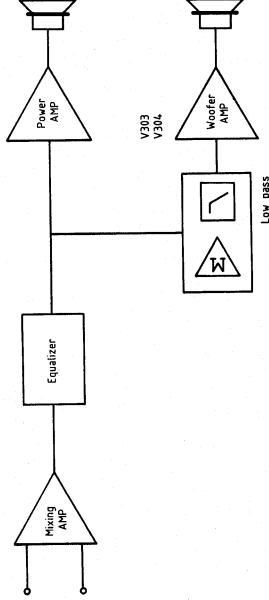 Mixing
AMP
Equalizer
Power
AMP
V303
V304
Woofer
AMP
M
Low pass